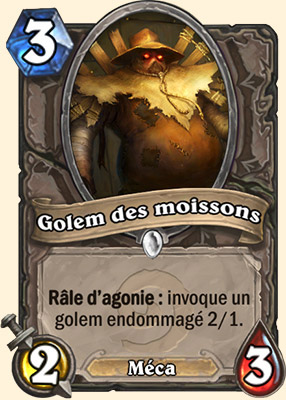 3
Golem des moissons
Râle d'agonie : invoque un
golem endommagé 2/1.
2
Méca
3